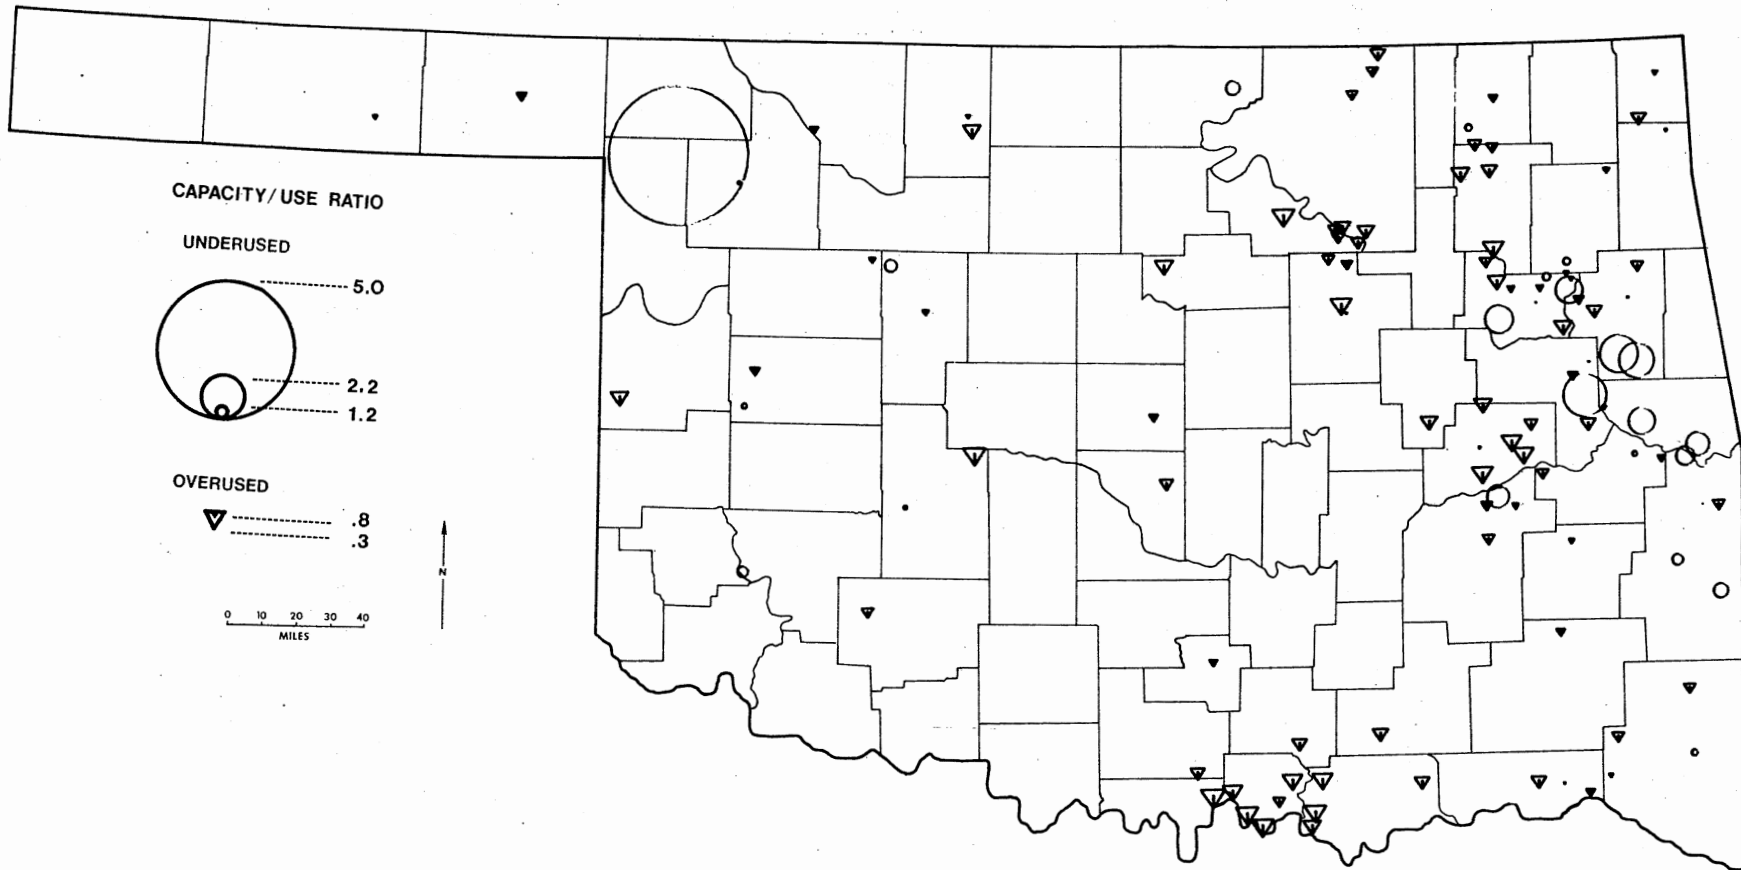 CAPACITY/USE RATIO
UNDERUSED
5.0
2.2
1.2
OVERUSED
.8
.3
N
0 10 20 30 40
MILES